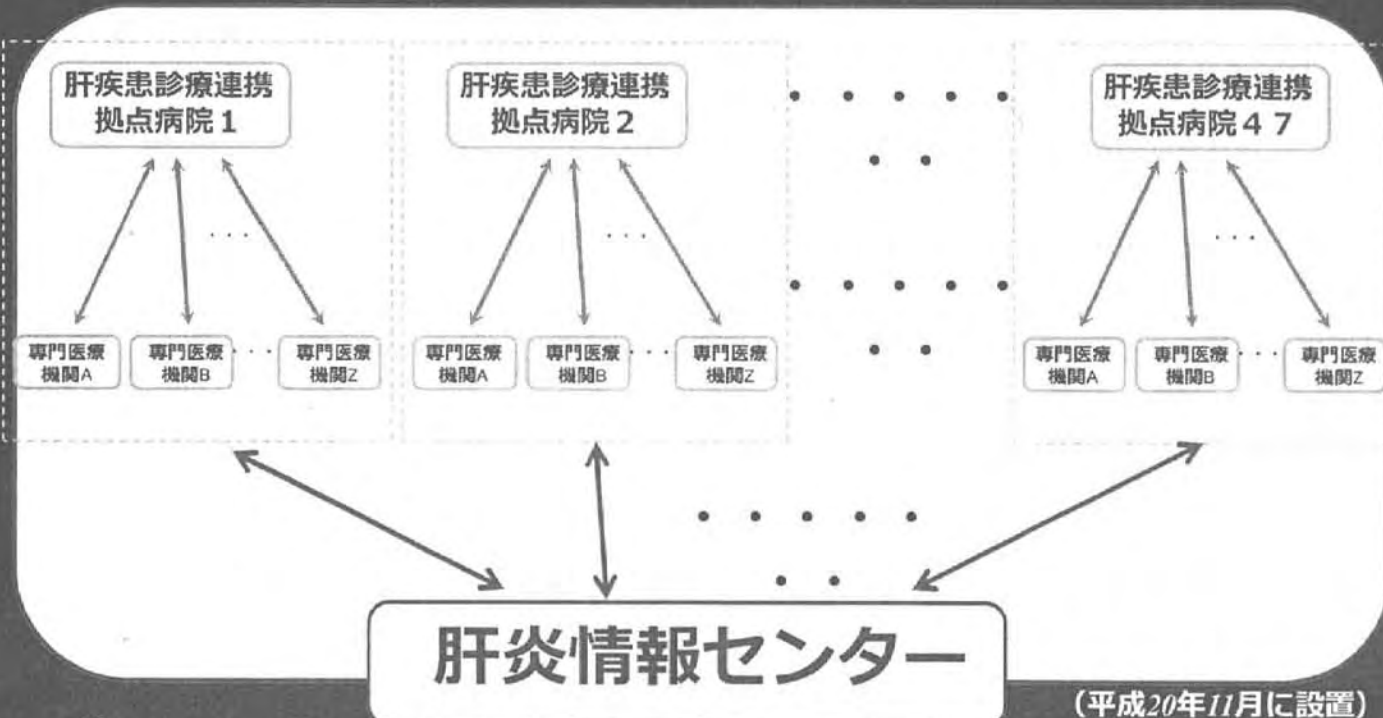 肝疾患診療連携
拠点病院1
肝疾患診療連携
拠点病院2
肝疾患診療連携
拠点病院47
専門医療
機関A
専門医療
機関B
専門医療
機関Z
専門医療
機関A
専門医療
機関B
専門医療
機関Z
専門医療
機関A
専門医療
機関B
専門医療
機関Z
肝炎情報センター
(平成20年11月に設置)